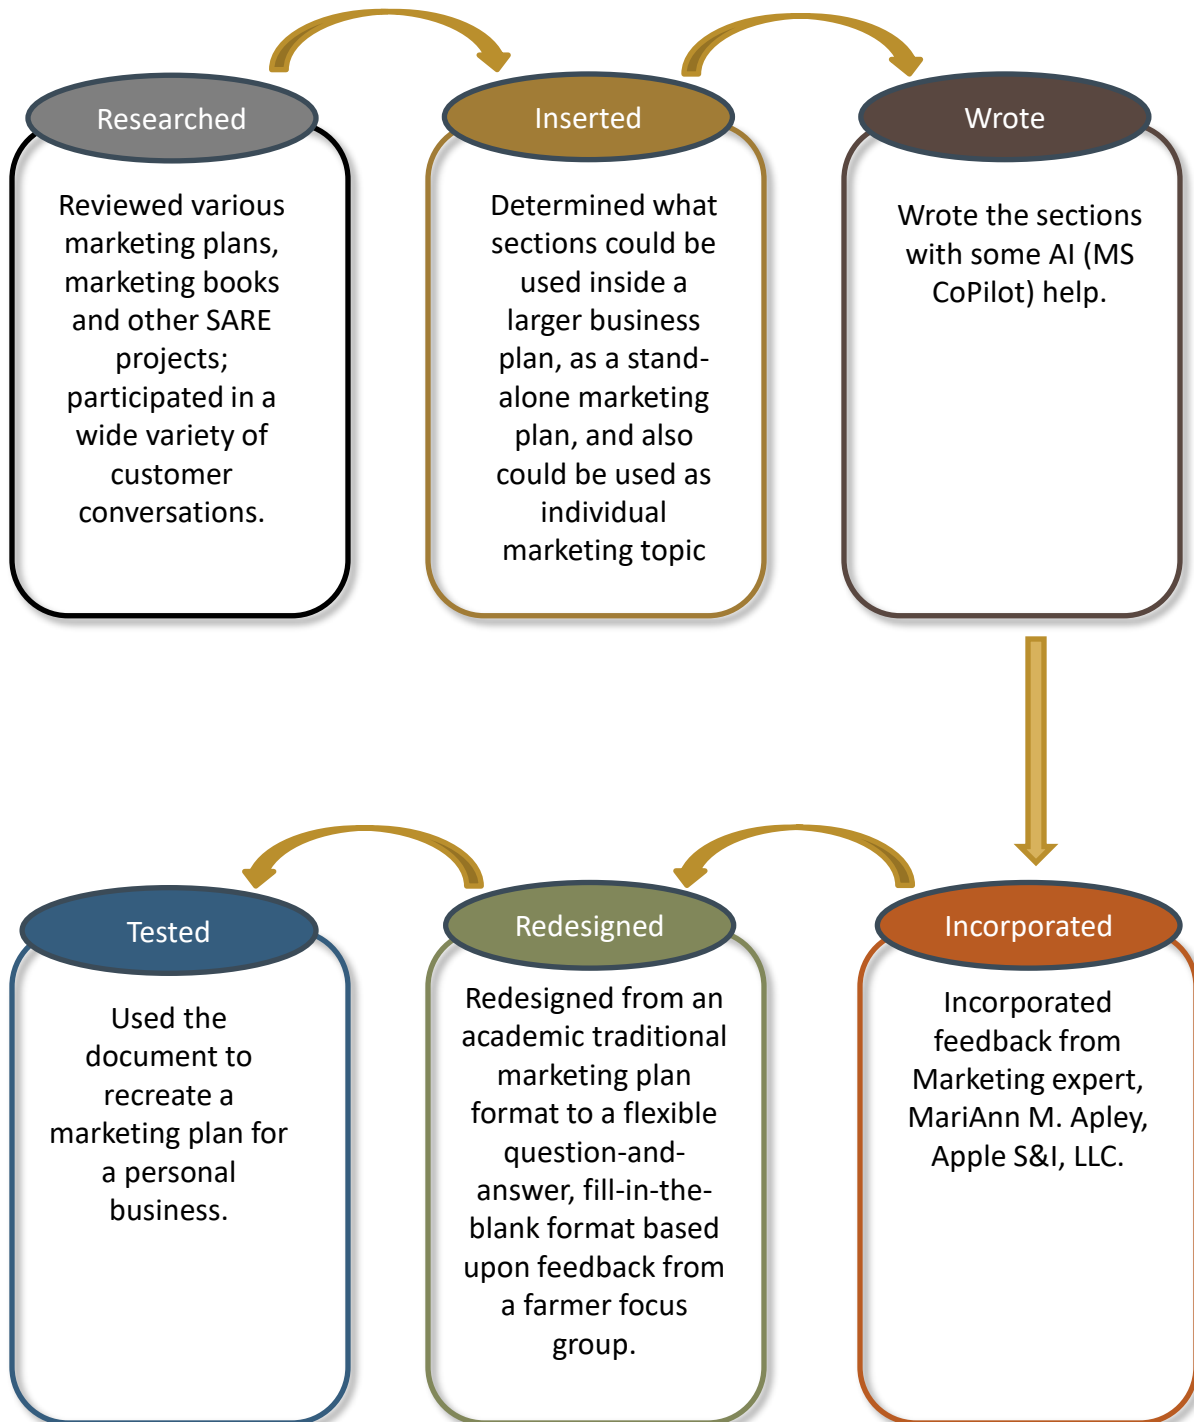 Researched
Reviewed various
marketing plans,
marketing books
and other SARE
projects;
participated in a
wide variety of
customer
conversations.
Inserted
Determined what
sections could be
used inside a
larger business
plan, as a stand-
alone marketing
plan, and also
could be used as
individual
marketing topic
Wrote
Wrote the sections
with some AI (MS
CoPilot) help.
Incorporated
Incorporated
feedback from
Marketing expert,
MariAnn M. Apley,
Apple S&I, LLC.
Redesigned
Redesigned from an
academic traditional
marketing plan
format to a flexible
question-and-
answer, fill-in-the-
blank format based
upon feedback from
a farmer focus
group.
Tested
Used the
document to
recreate a
marketing plan for
a personal
business.